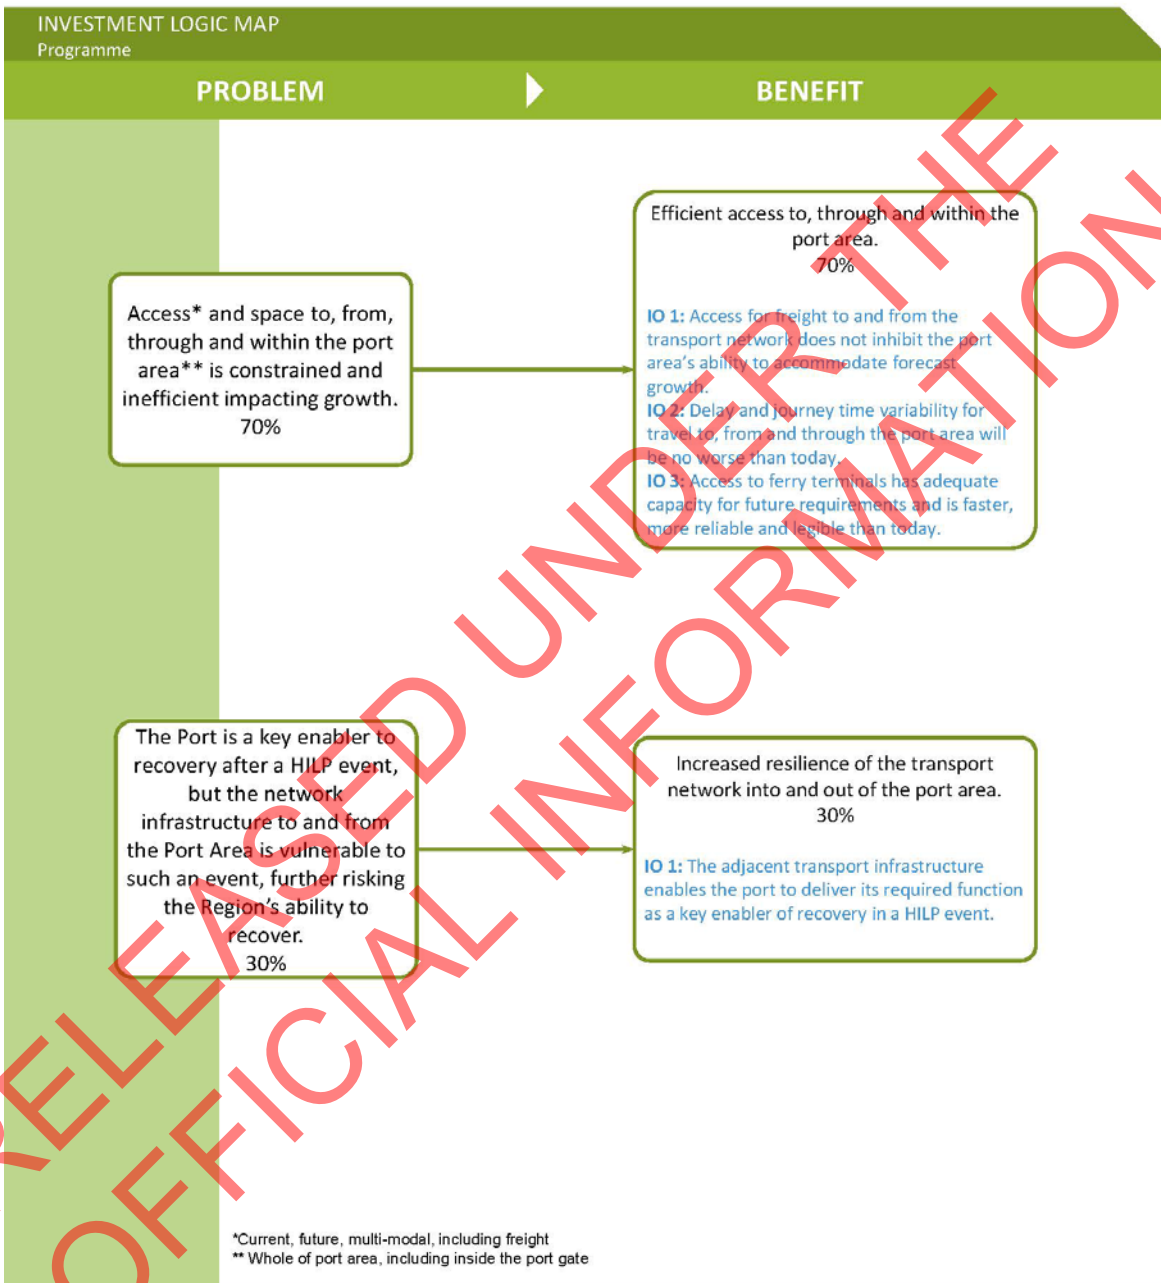 INVESTMENT LOGIC MAP
Programme
PROBLEM
BENEFIT
Access* and space to, from,
through and within the port
area** is constrained and
inefficient impacting growth.
70%
Efficient access to, through and within the
port area.
70%
IO 1: Access for freight to and from the
transport network does not inhibit the port
area's ability to accommodate forecast
growth.
IO 2: Delay and journey time variability for
travel to, from and through the port area will
be no worse than today.
IO 3: Access to ferry terminals has adequate
capacity for future requirements and is faster,
more reliable and legible than today.
The Port is a key enabler to
recovery after a HILP event,
but the network
infrastructure to and from
the Port Area is vulnerable to
such an event, further risking
the Region's ability to
recover.
30%
Increased resilience of the transport
network into and out of the port area.
30%
IO 1: The adjacent transport infrastructure
enables the port to deliver its required function
as a key enabler of recovery in a HILP event.
*Current, future, multi-modal, including freight
** Whole of port area, including inside the port gate
RELEASED UNDER THE
OFFICIAL INFORMATION